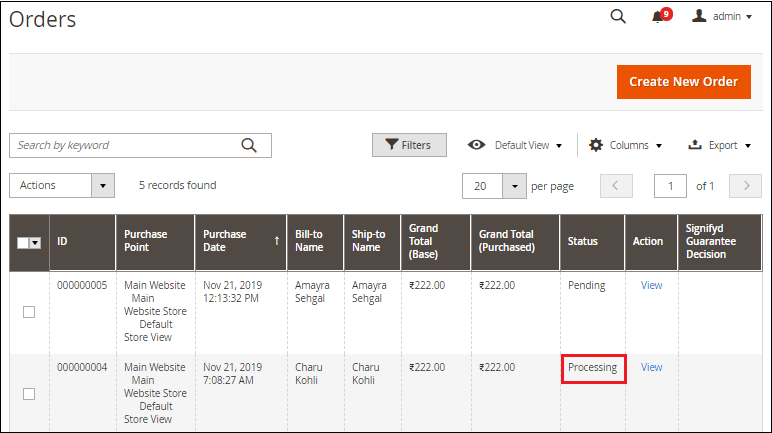 Orders
9
admin
Create New Order
Search by keyword
Filters
Default View
Columns
Export
Actions
5 records found
20
per page
1
of 1
ID
Purchase
Point
Purchase
Date
Bill-to
Name
Ship-to
Name
Grand
Total
(Base)
Grand Total
(Purchased)
Status
Action
Signifyd
Guarantee
Decision
000000005
Main Website
Main
Website Store
Default
Store View
Nov 21, 2019
12:13:32 PM
Amayra
Sehgal
Amayra
Sehgal
₹222.00
₹222.00
Pending
View
000000004
Main Website
Main
Website Store
Default
Store View
Nov 21, 2019
7:08:27 AM
Charu
Kohli
Charu
Kohli
₹222.00
₹222.00
Processing
View